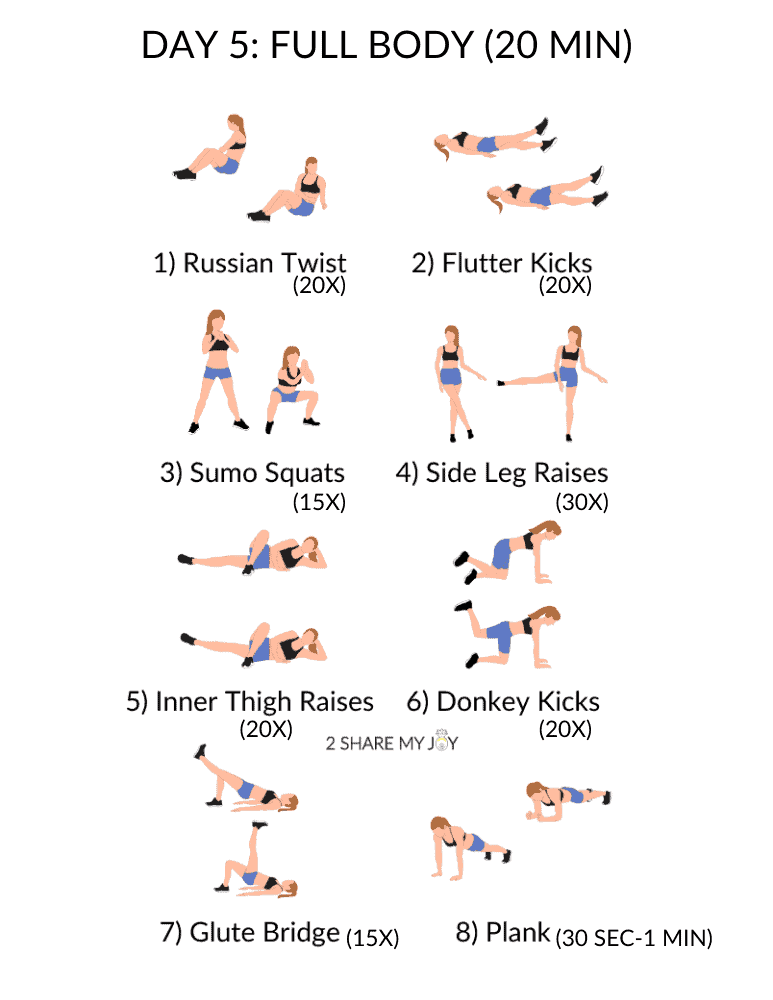 DAY 5: FULL BODY (20 MIN)
1) Russian Twist
(20X)
2) Flutter Kicks
(20X)
3) Sumo Squats
(15X)
4) Side Leg Raises
(30X)
5) Inner Thigh Raises
(20X)
6) Donkey Kicks
(20X)
2 SHARE MY JOY
7) Glute Bridge (15X)
8) Plank (30 SEC-1 MIN)